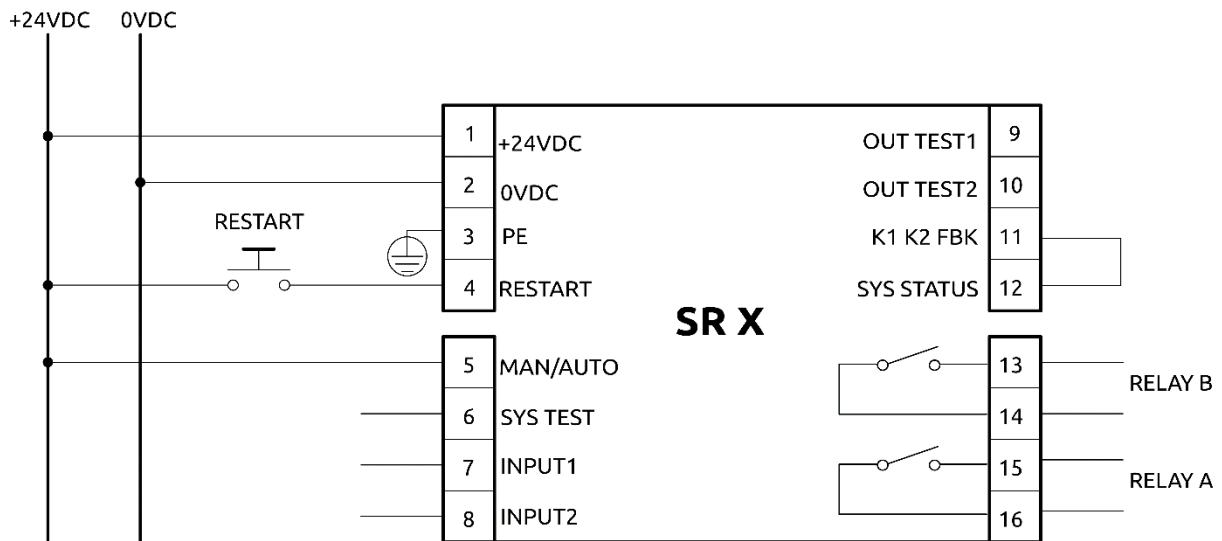 +24VDC 0VDC
1 +24VDC
2 0VDC
3 PE
RESTART
4 RESTART
5 MAN/AUTO
6 SYS TEST
7 INPUT1
8 INPUT2
SR X
OUT TEST1 9
OUT TEST2 10
K1 K2 FBK 11
SYS STATUS 12
13
RELAY B
14
15
RELAY A
16